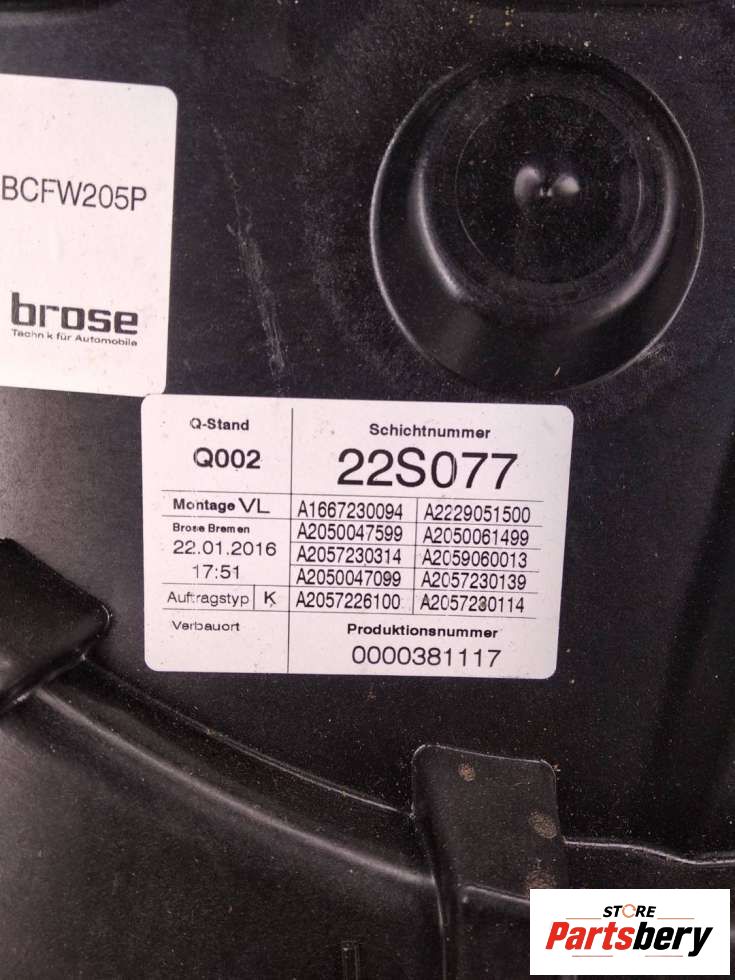 BCFW205P
brose
Technik für Automobile
Q-Stand
Q002
Schichtnummer
22S077
Montage VL
Brose Bremen
22.01.2016
17:51
Auftragstyp K
Verbauort
A1667230094 A2229051500
A2050047599 A2050061499
A2057230314 A2059060013
A2050047099 A2057230139
A2057226100 A2057230114
Produktionsnummer
0000381117
STORE
Partsbery